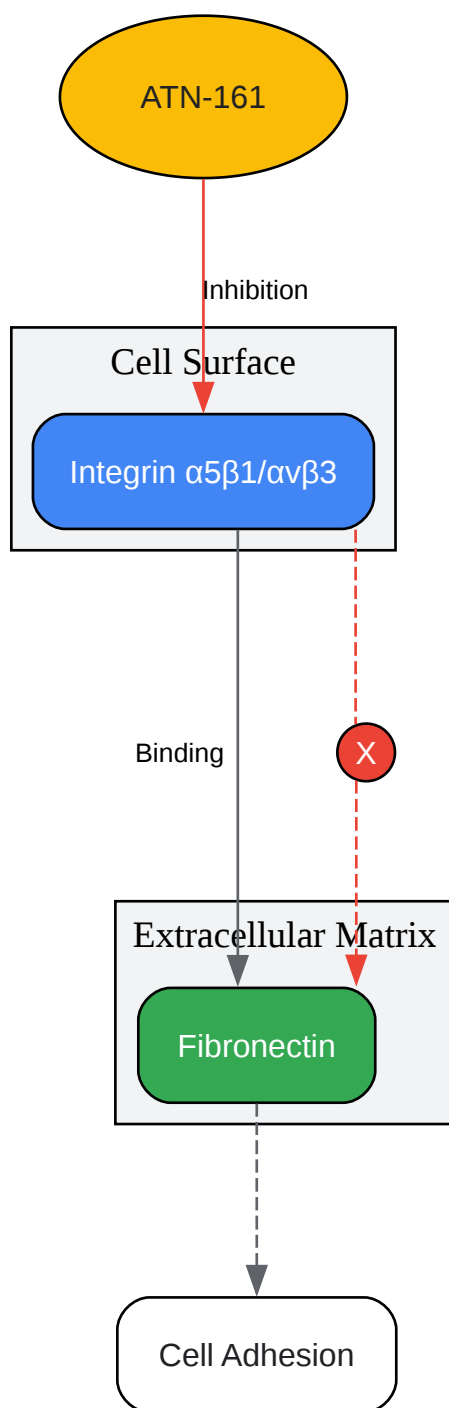 ATN-161
Inhibition
Cell Surface
Integrin α5β1/αvβ3
Binding
X
Extracellular Matrix
Fibronectin
Cell Adhesion